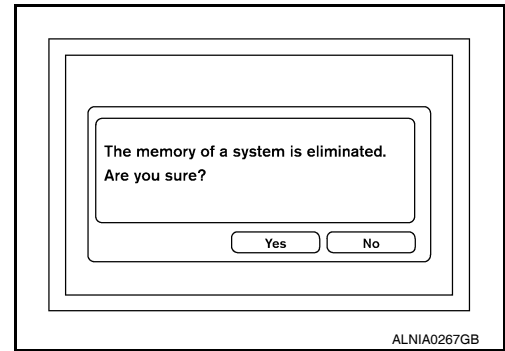 The memory of a system is eliminated.
Are you sure?
Yes No
ALNIA0267GB